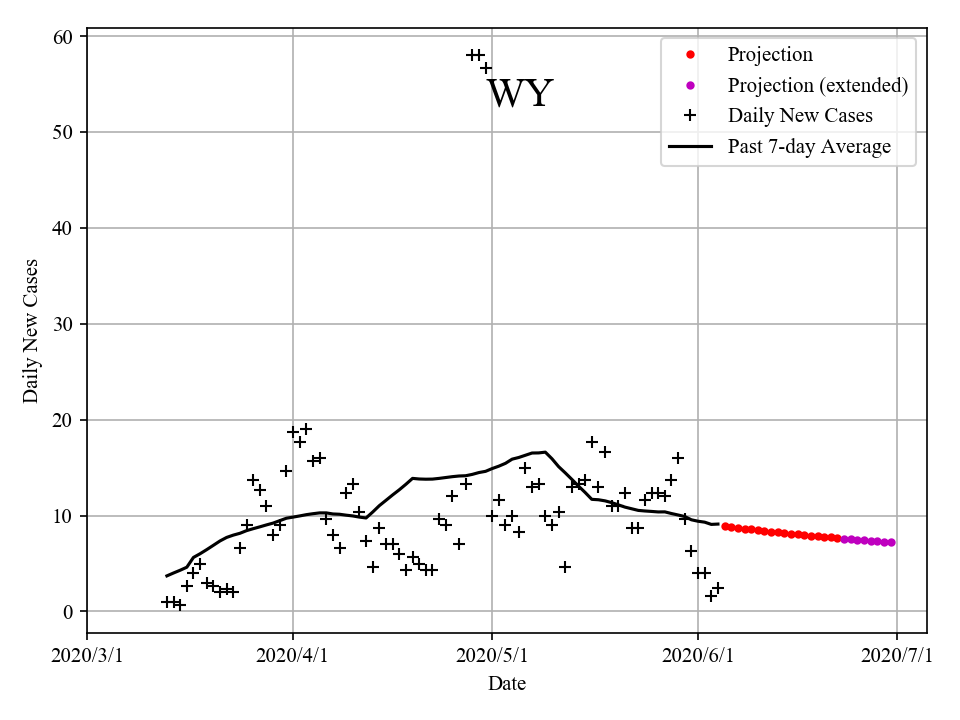 60
50
40
30
20
10
0
Daily New Cases
WY
Projection
Projection (extended)
Daily New Cases
Past 7-day Average
2020/3/1
2020/4/1
2020/5/1
2020/6/1
2020/7/1
Date